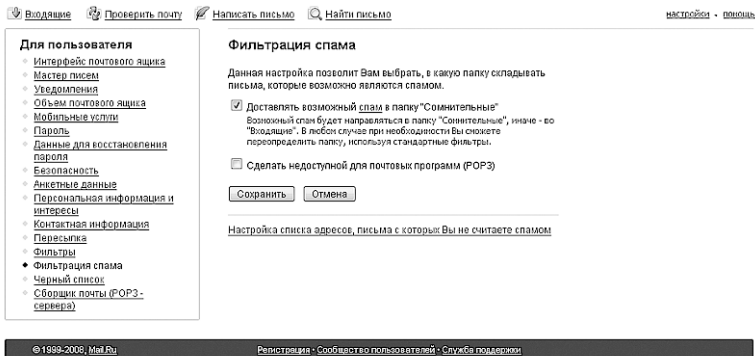 Входящие Проверить почту Написать письмо Найти письмо настройки · помощь
Для пользователя
Интерфейс почтового ящика
Мастер писем
Уведомления
Объем почтового ящика
Мобильные услуги
Пароль
Данные для восстановления
пароля
Безопасность
Анкетные данные
Персональная информация и
интересы
Контактная информация
Пересылка
Фильтры
Фильтрация спама
Черный список
Сборщик почты (POP3 -
сервера)
Фильтрация спама
Данная настройка позволит Вам выбрать, в какую папку складывать
письма, которые возможно являются спамом.
Доставлять возможный спам в папку "Сомнительные"
Возможный спам будет направляться в папку "Сомнительные", иначе - во
"Входящие". В любом случае при необходимости Вы сможете
переопределить папку, используя стандартные фильтры.
Сделать недоступной для почтовых программ (POP3)
Сохранить Отмена
Настройка списка адресов, письма с которых Вы не считаете спамом
© 1999-2008, Mail.Ru Регистрация · Сообщество пользователей · Служба поддержки